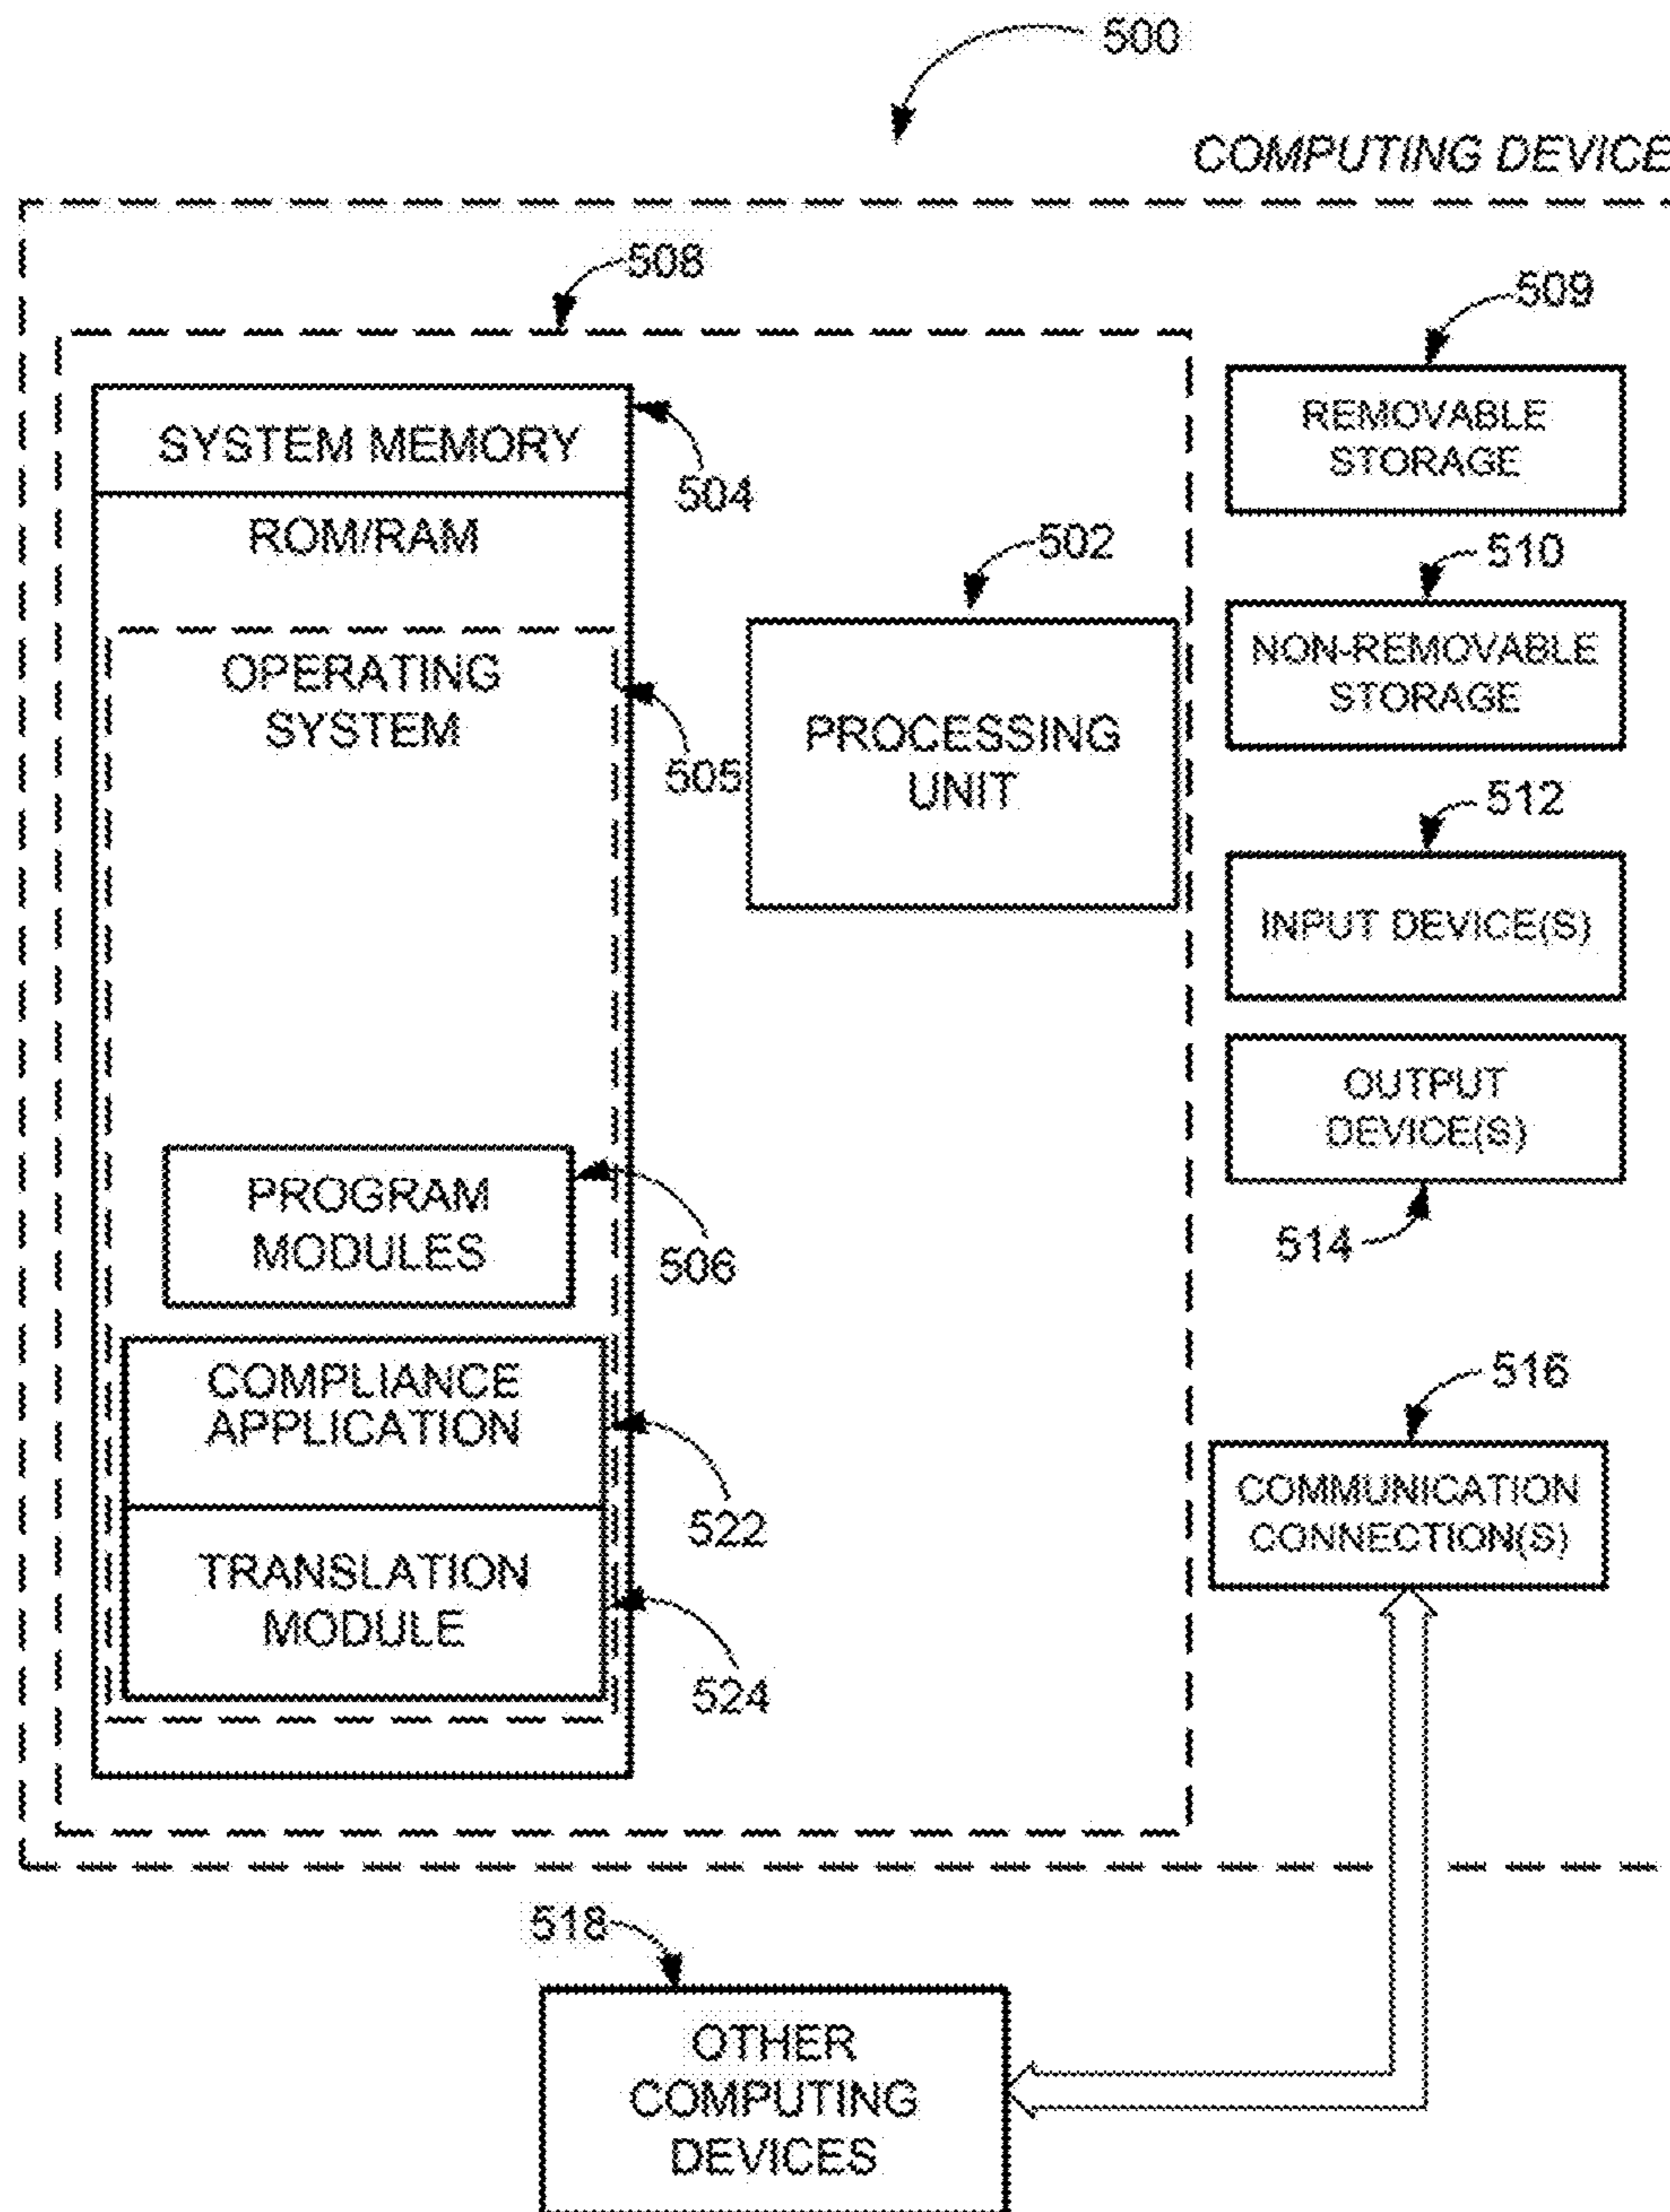 500
COMPUTING DEVICE
508
509
SYSTEM MEMORY
504
REMOVABLE
STORAGE
ROM/RAM
502
510
OPERATING
SYSTEM
505
PROCESSING
UNIT
NON-REMOVABLE
STORAGE
512
INPUT DEVICE(S)
OUTPUT
DEVICE(S)
514
PROGRAM
MODULES
506
COMPLIANCE
APPLICATION
522
516
COMMUNICATION
CONNECTION(S)
TRANSLATION
MODULE
524
518
OTHER
COMPUTING
DEVICES